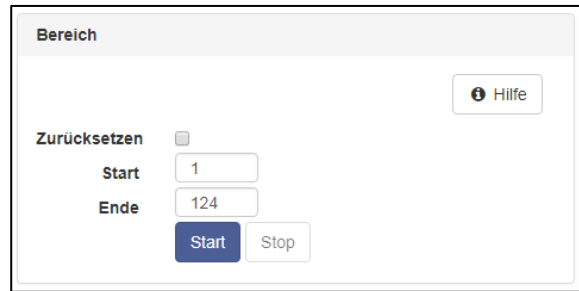 Bereich
Hilfe
Zurücksetzen
Start 1
Ende 124
Start Stop